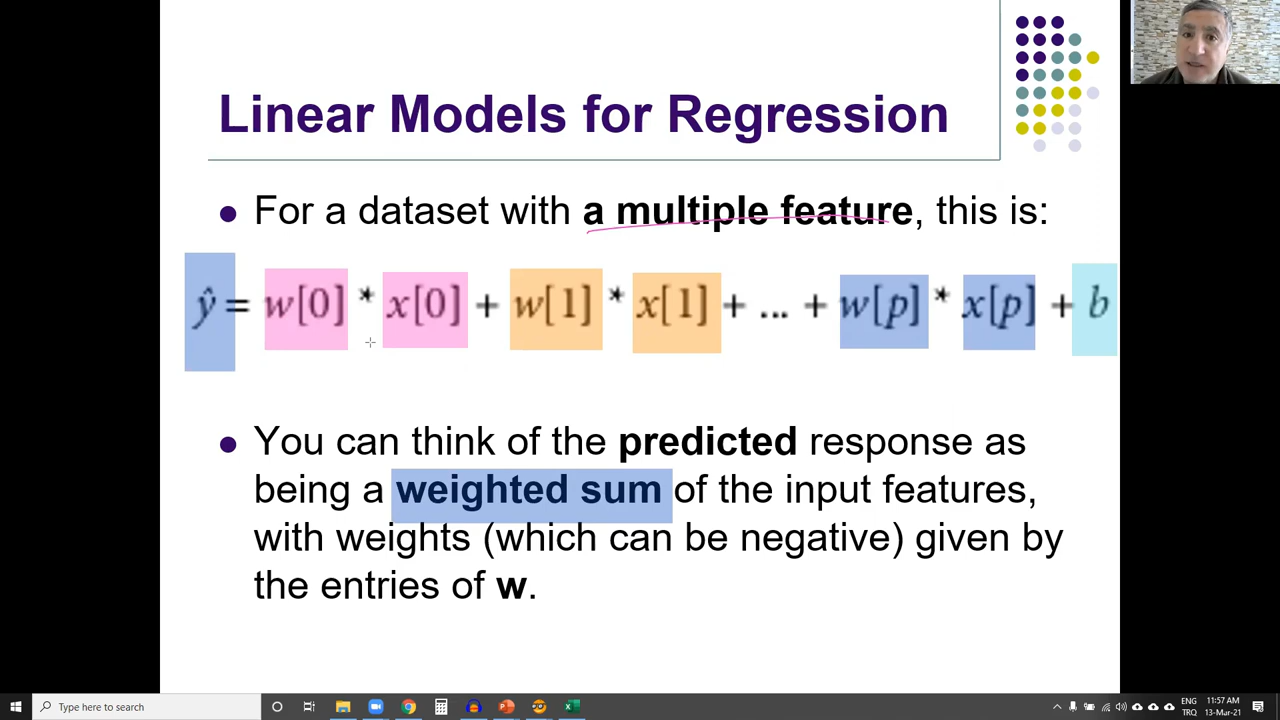 Linear Models for Regression
For a dataset with a multiple feature, this is:
ŷ = w[0] * x[0] + w[1] * x[1] + ... + w[p] * x[p] + b
You can think of the predicted response as
being a weighted sum of the input features,
with weights (which can be negative) given by
the entries of w.
Type here to search
ENG
TRQ
11:57 AM
13-Mar-21